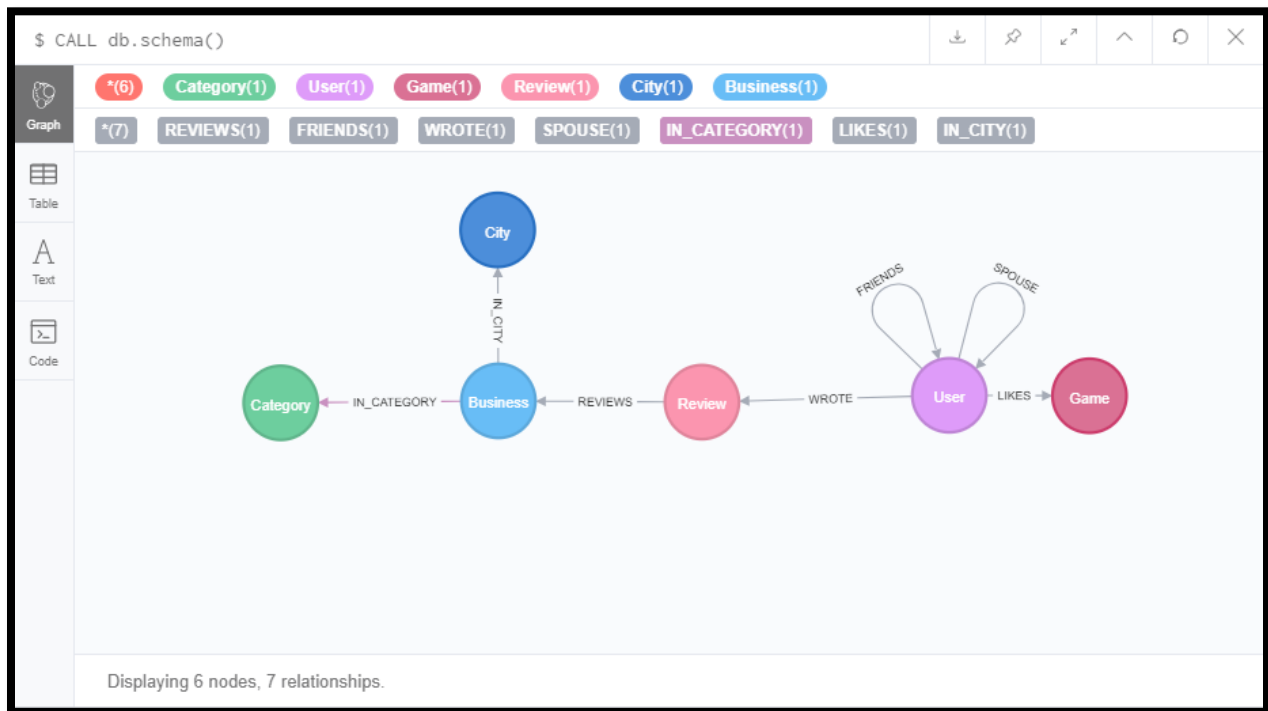 $ CALL db.schema()
*(6) Category(1) User(1) Game(1) Review(1) City(1) Business(1)
*(7) REVIEWS(1) FRIENDS(1) WROTE(1) SPOUSE(1) IN_CATEGORY(1) LIKES(1) IN_CITY(1)
Graph
Table
Text
Code
City
IN_CITY
FRIENDS
SPOUSE
Category
IN_CATEGORY
Business
REVIEWS
Review
WROTE
User
LIKES
Game
Displaying 6 nodes, 7 relationships.